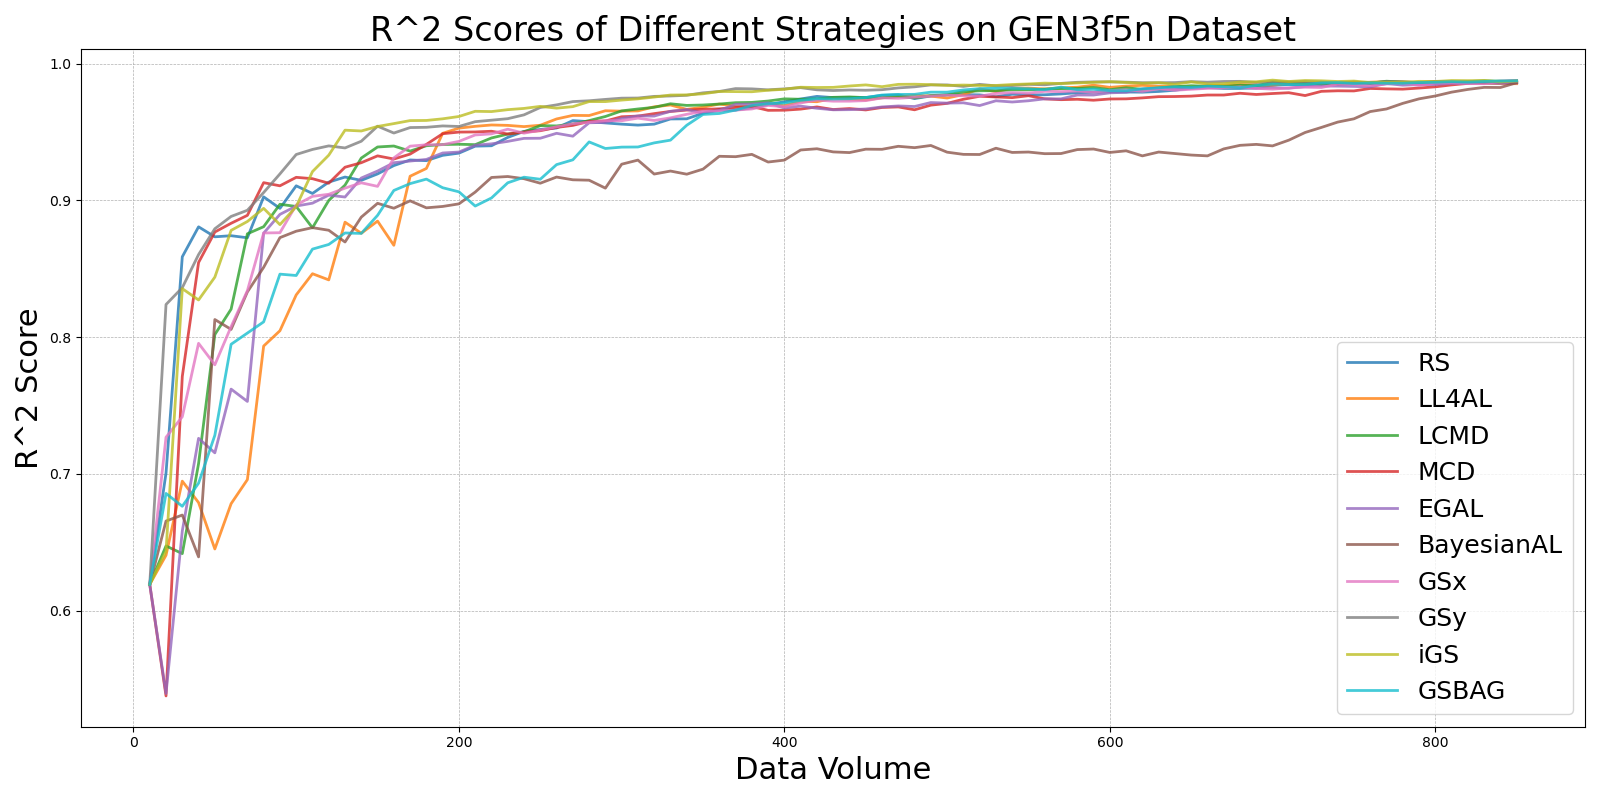 R^2 Scores of Different Strategies on GEN3f5n Dataset
R^2 Score
1.0
0.9
0.8
0.7
0.6
0
200
400
600
800
Data Volume
RS
LL4AL
LCMD
MCD
EGAL
BayesianAL
GSx
GSy
iGS
GSBAG